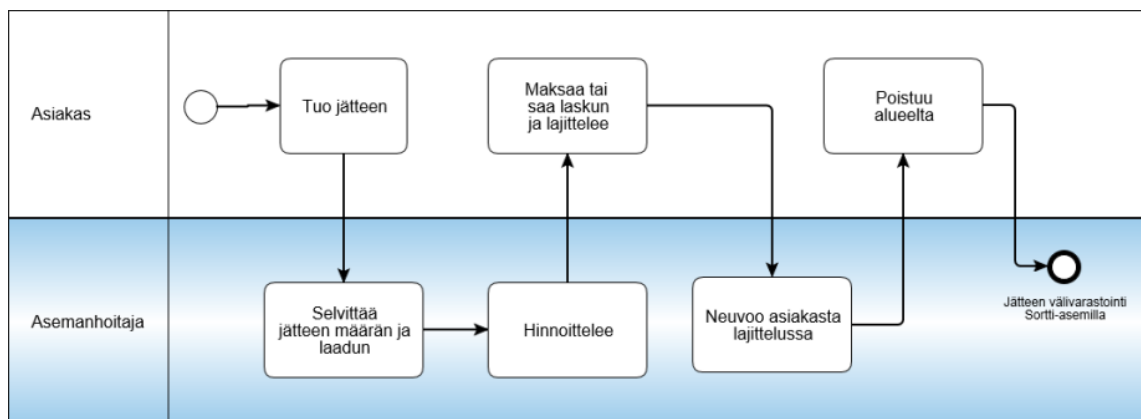 Asiakas
Tuo jätteen
Maksaa tai
saa laskun
ja lajittelee
Poistuu
alueelta
Asemanhoitaja
Selvittää
jätteen määrän ja
laadun
Hinnoittelee
Neuvoo asiakasta
lajittelussa
Jätteen välivarastointi
Sortti-asemilla